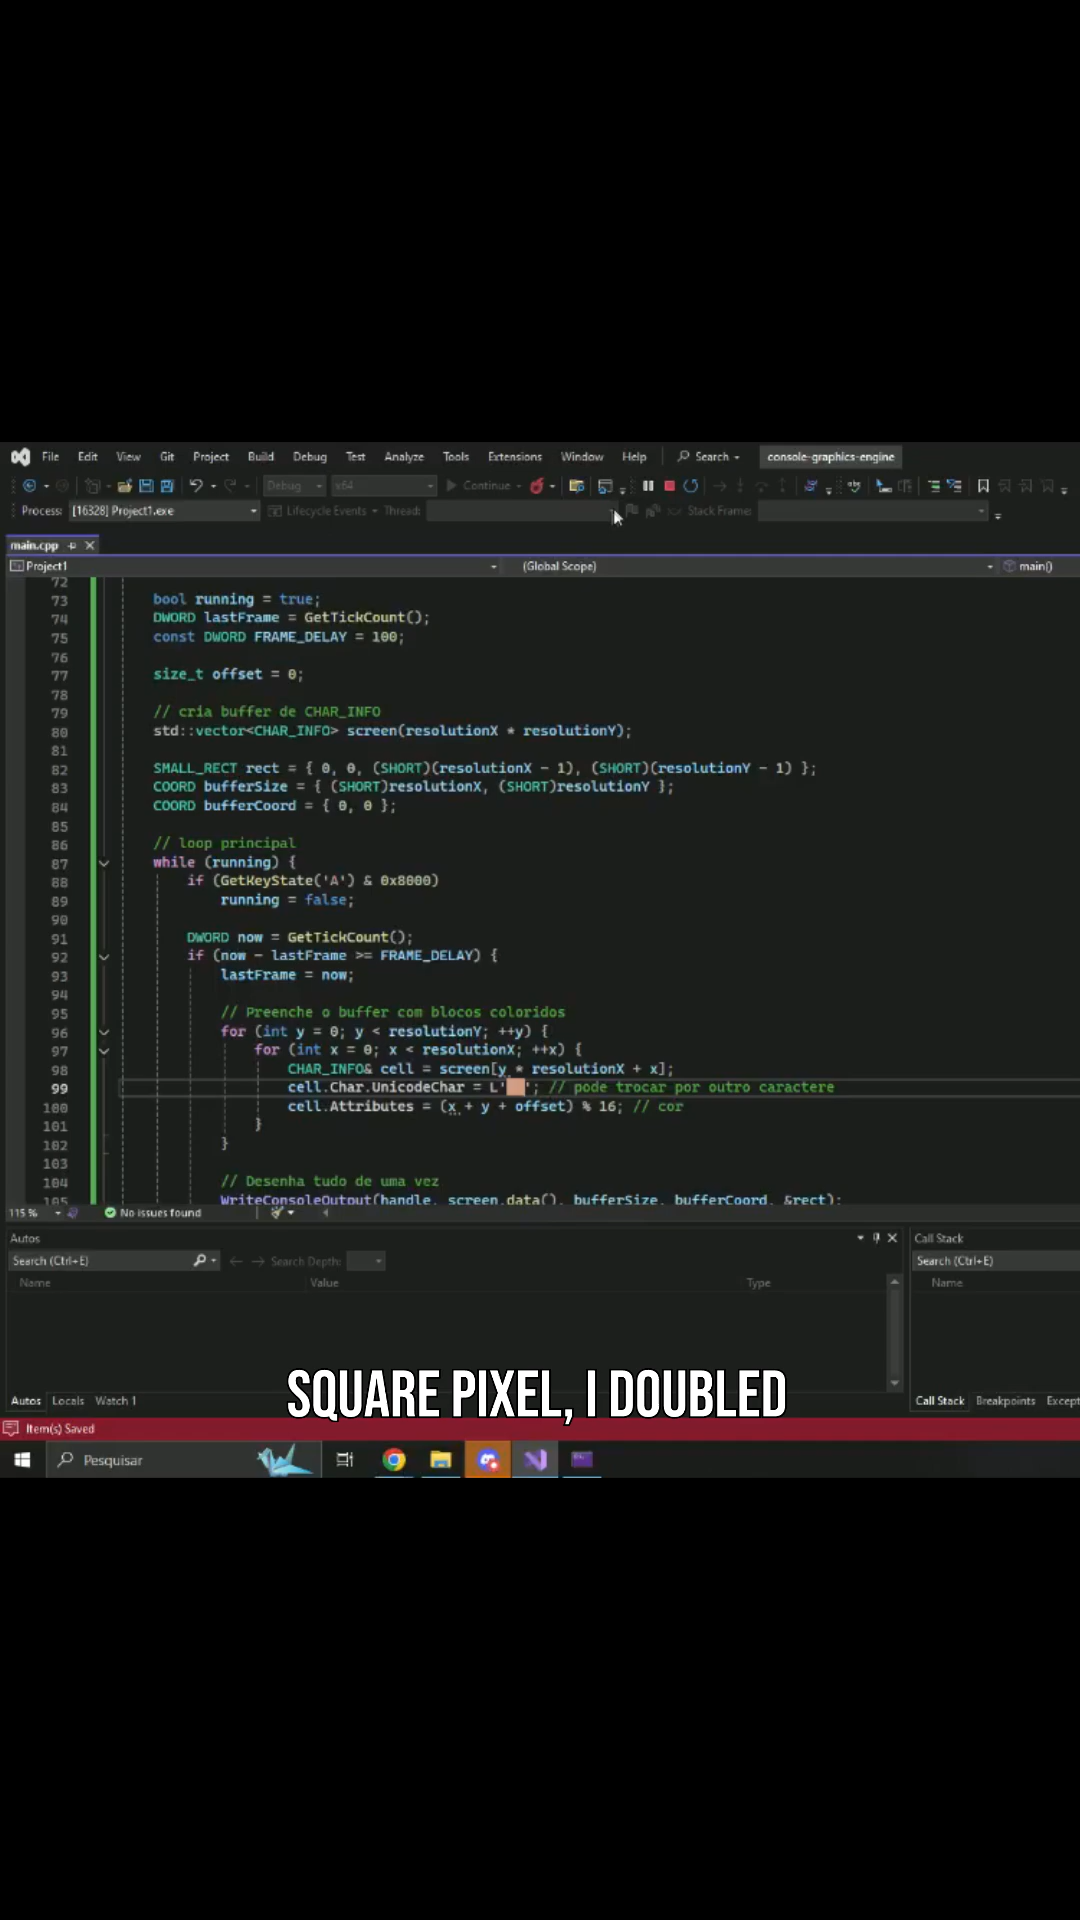 File Edit View Git Project Build Debug Test Analyze Tools Extensions Window Help Search console-graphics-engine
Debug x64 Continue
Process: [16328] Project1.exe Lifecycle Events Thread: Stack Frame:
main.cpp
Project1 (Global Scope) main()
72
73 bool running = true;
74 DWORD lastFrame = GetTickCount();
75 const DWORD FRAME_DELAY = 100;
76
77 size_t offset = 0;
78
79 // cria buffer de CHAR_INFO
80 std::vector<CHAR_INFO> screen(resolutionX * resolutionY);
81
82 SMALL_RECT rect = { 0, 0, (SHORT)(resolutionX - 1), (SHORT)(resolutionY - 1) };
83 COORD bufferSize = { (SHORT)resolutionX, (SHORT)resolutionY };
84 COORD bufferCoord = { 0, 0 };
85
86 // loop principal
87 while (running) {
88 if (GetKeyState('A') & 0x8000)
89 running = false;
90
91 DWORD now = GetTickCount();
92 if (now - lastFrame >= FRAME_DELAY) {
93 lastFrame = now;
94
95 // Preenche o buffer com blocos coloridos
96 for (int y = 0; y < resolutionY; ++y) {
97 for (int x = 0; x < resolutionX; ++x) {
98 CHAR_INFO& cell = screen[y * resolutionX + x];
99 cell.Char.UnicodeChar = L'█'; // pode trocar por outro caractere
100 cell.Attributes = (x + y + offset) % 16; // cor
101 }
102 }
103
104 // Desenha tudo de uma vez
105 WriteConsoleOutput(handle, screen.data(), bufferSize, bufferCoord, &rect);
115 % No issues found
Autos Call Stack
Search (Ctrl+E) Search Depth: Search (Ctrl+E)
Name Value Type Name
SQUARE PIXEL, I DOUBLED
Autos Locals Watch 1 Call Stack Breakpoints Except
Item(s) Saved
Pesquisar